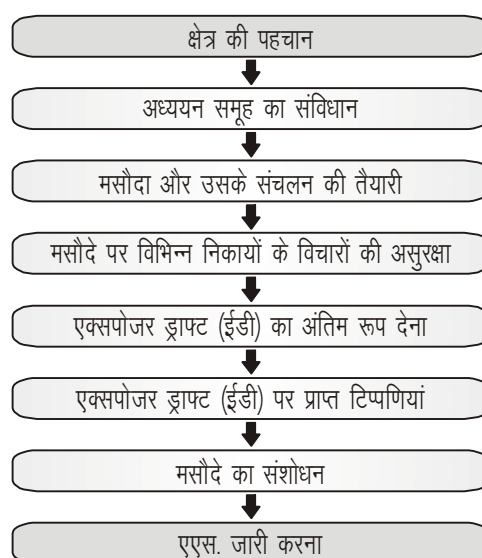 क्षेत्र की पहचान
अध्ययन समूह का संविधान
मसौदा और उसके संचलन की तैयारी
मसौदे पर विभिन्न निकायों के विचारों की असुरक्षा
एक्सपोजर ड्राफ्ट (ईडी) का अंतिम रूप देना
एक्सपोजर ड्राफ्ट (ईडी) पर प्राप्त टिप्पणियां
मसौदे का संशोधन
एएस. जारी करना